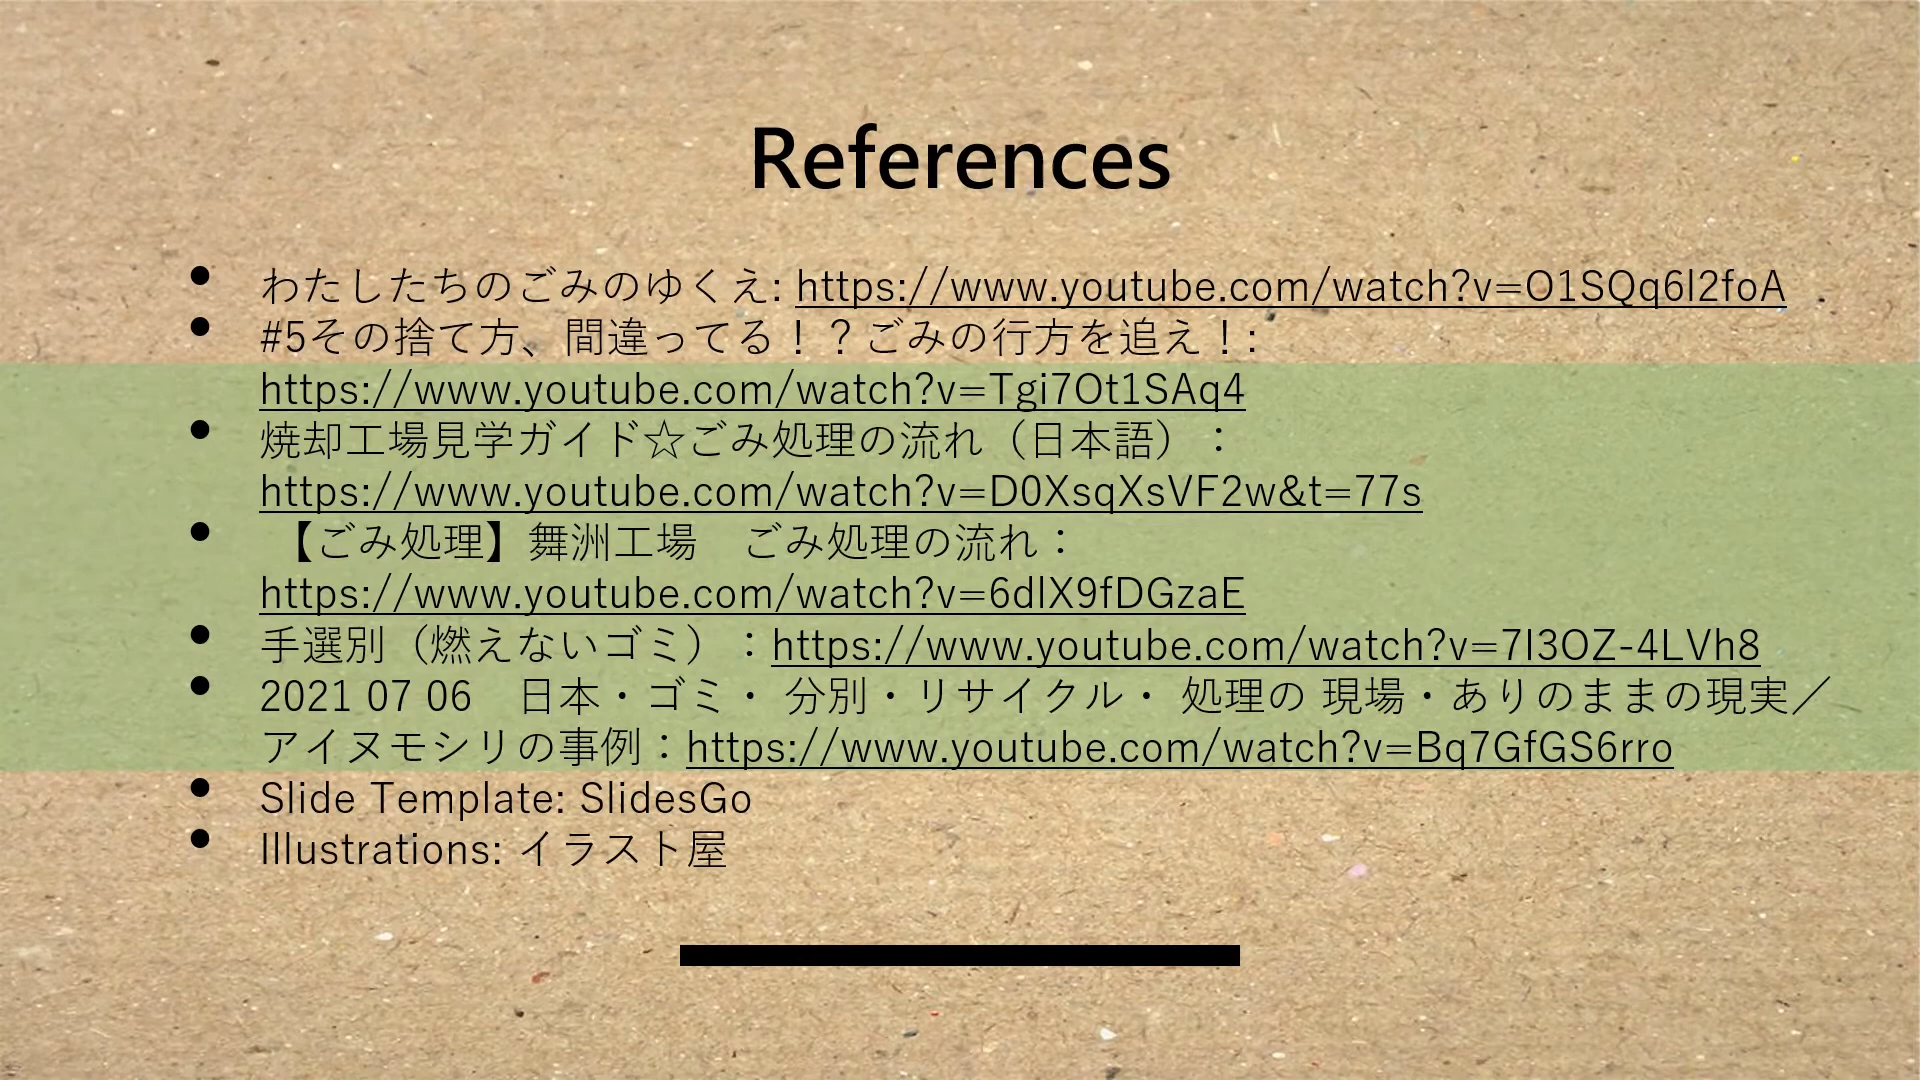 References
• わたしたちのごみのゆくえ: https://www.youtube.com/watch?v=O1SQq6l2foA
• #5その捨て方、間違ってる！？ごみの行方を追え！:
https://www.youtube.com/watch?v=Tgi7Ot1SAq4
• 焼却工場見学ガイド☆ごみ処理の流れ（日本語）：
https://www.youtube.com/watch?v=D0XsqXsVF2w&t=77s
• 【ごみ処理】舞洲工場　ごみ処理の流れ：
https://www.youtube.com/watch?v=6dlX9fDGzaE
• 手選別（燃えないゴミ）：https://www.youtube.com/watch?v=7I3OZ-4LVh8
• 2021 07 06　日本・ゴミ・ 分別・リサイクル・ 処理の 現場・ありのままの現実／
アイヌモシリの事例：https://www.youtube.com/watch?v=Bq7GfGS6rro
• Slide Template: SlidesGo
• Illustrations: イラスト屋